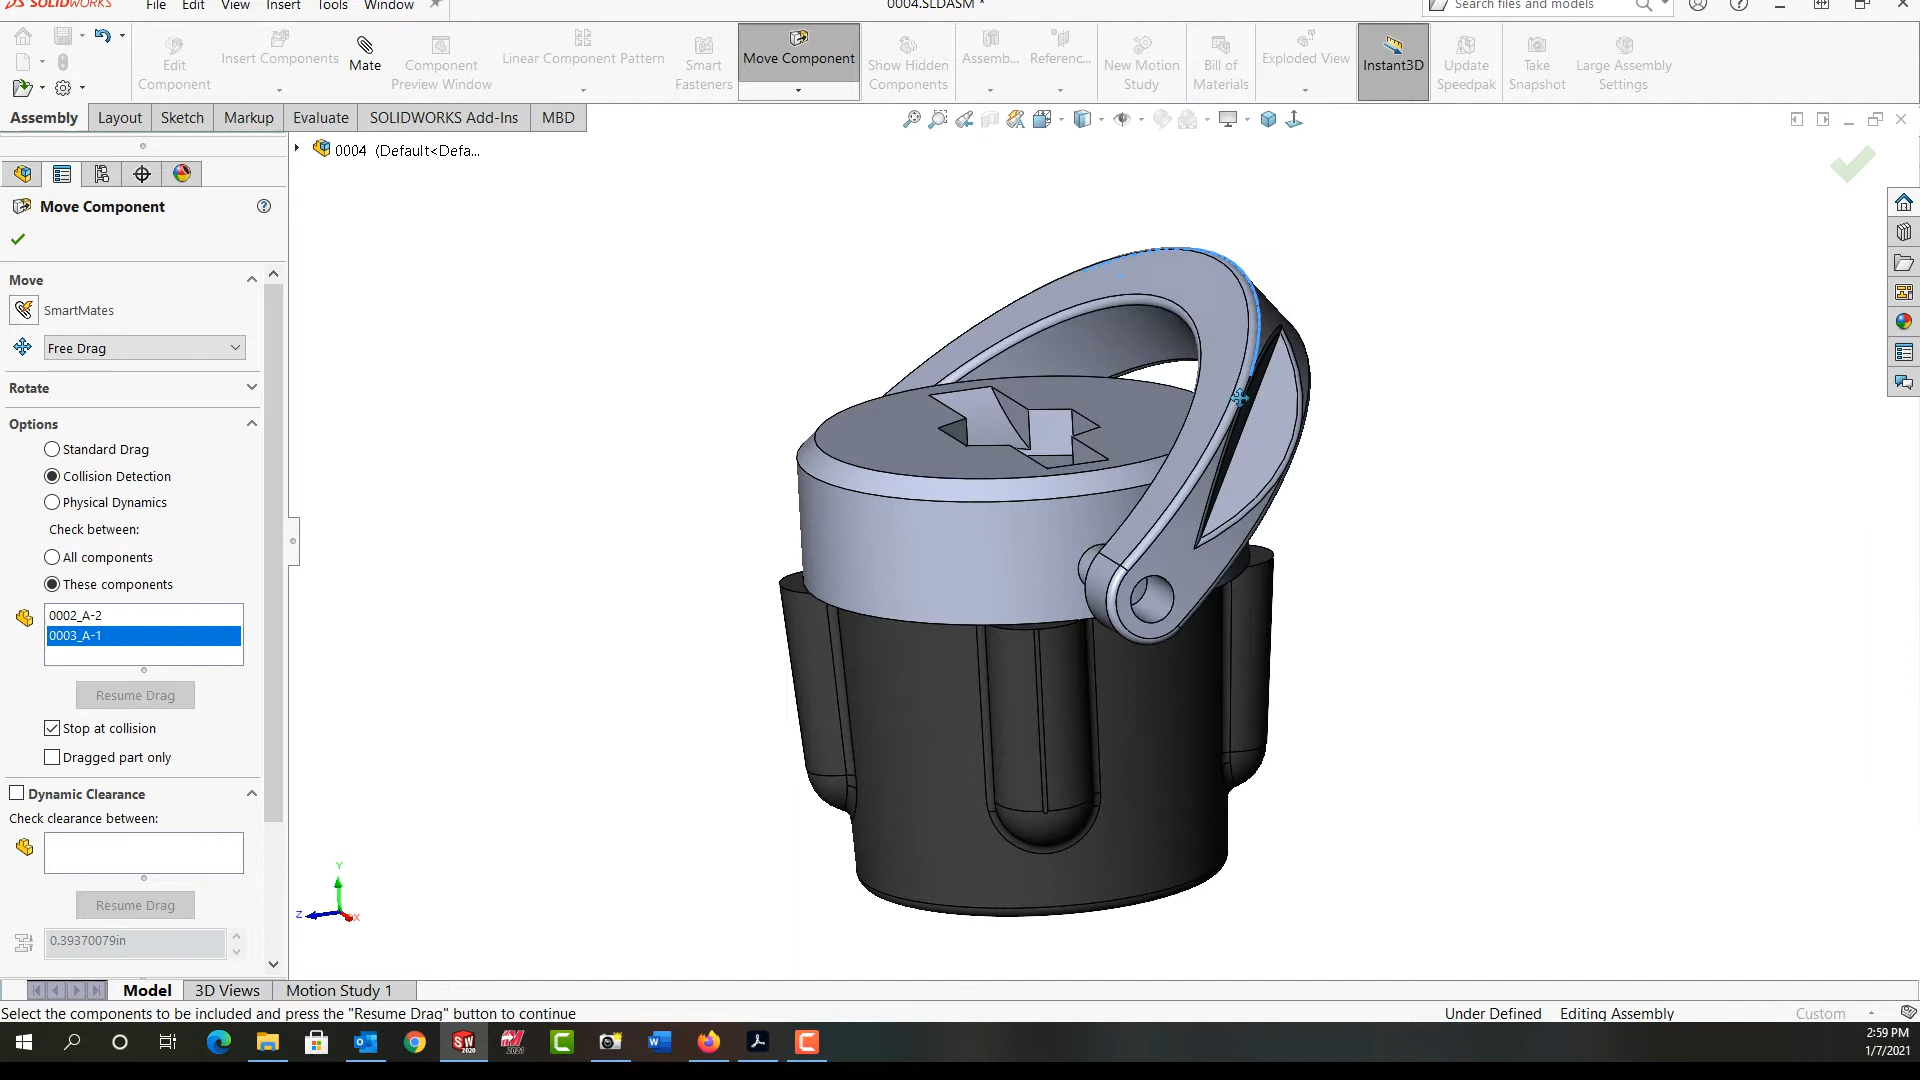 SOLIDWORKS
File Edit View Insert Tools Window
0004.SLDASM *
Search files and models
Edit Component
Insert Components
Mate
Component Preview Window
Linear Component Pattern
Smart Fasteners
Move Component
Show Hidden Components
Assemb...
Referenc...
New Motion Study
Bill of Materials
Exploded View
Instant3D
Update Speedpak
Take Snapshot
Large Assembly Settings
Assembly Layout Sketch Markup Evaluate SOLIDWORKS Add-Ins MBD
0004 (Default<Defa...
Move Component
Move
SmartMates
Free Drag
Rotate
Options
Standard Drag
Collision Detection
Physical Dynamics
Check between:
All components
These components
0002_A-2
0003_A-1
Resume Drag
Stop at collision
Dragged part only
Dynamic Clearance
Check clearance between:
Resume Drag
0.39370079in
Y
Z
X
Model 3D Views Motion Study 1
Select the components to be included and press the "Resume Drag" button to continue
Under Defined Editing Assembly Custom
SW
2020
2021
W
2:59 PM
1/7/2021